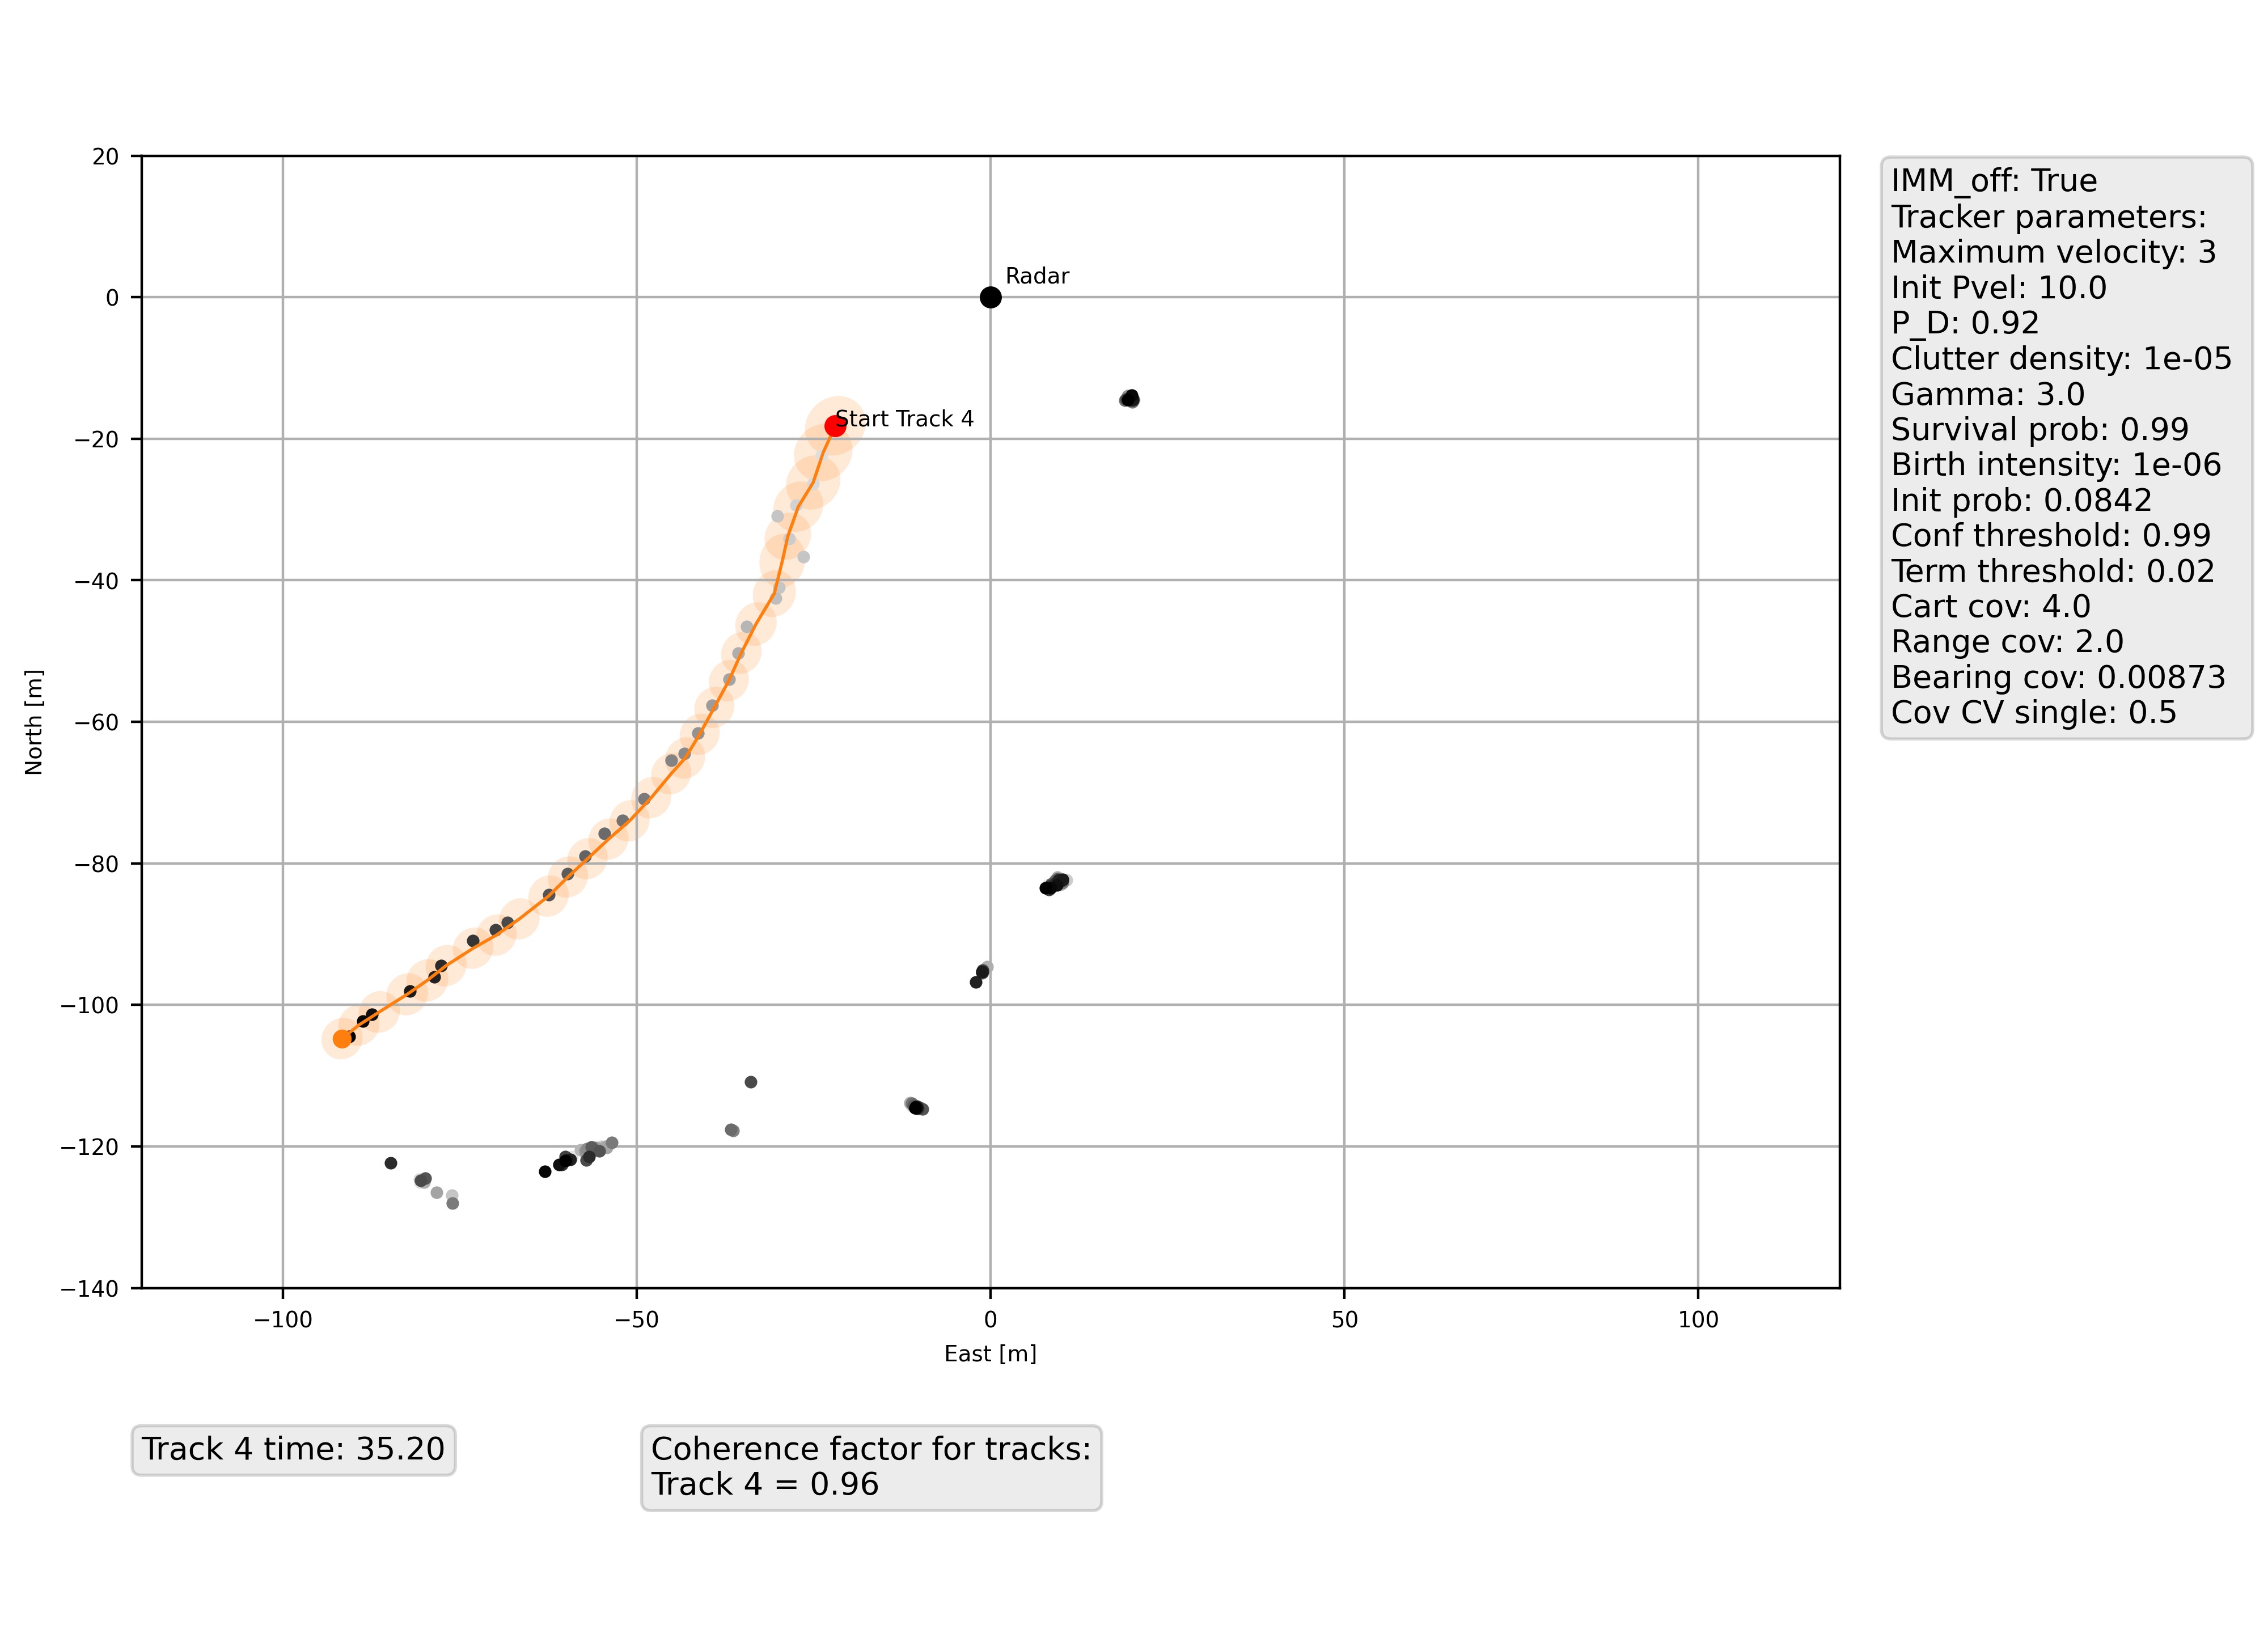 20
0
−20
−40
−60
−80
−100
−120
−140
North [m]
Radar
Start Track 4
−100
−50
0
50
100
East [m]
IMM_off: True
Tracker parameters:
Maximum velocity: 3
Init Pvel: 10.0
P_D: 0.92
Clutter density: 1e-05
Gamma: 3.0
Survival prob: 0.99
Birth intensity: 1e-06
Init prob: 0.0842
Conf threshold: 0.99
Term threshold: 0.02
Cart cov: 4.0
Range cov: 2.0
Bearing cov: 0.00873
Cov CV single: 0.5
Track 4 time: 35.20
Coherence factor for tracks:
Track 4 = 0.96